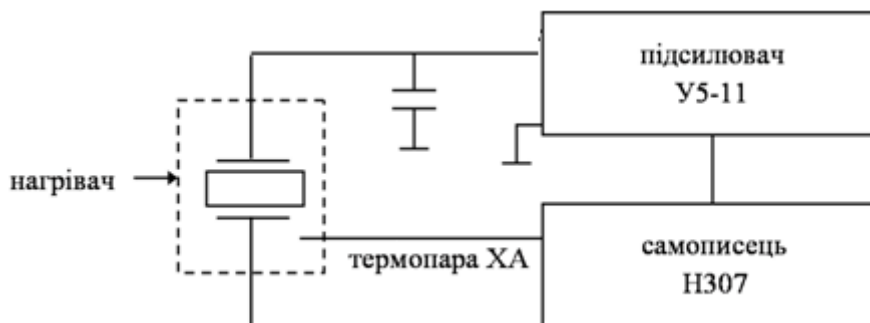 підсилювач
У5-11
нагрівач
термопара ХА
самописець
Н307